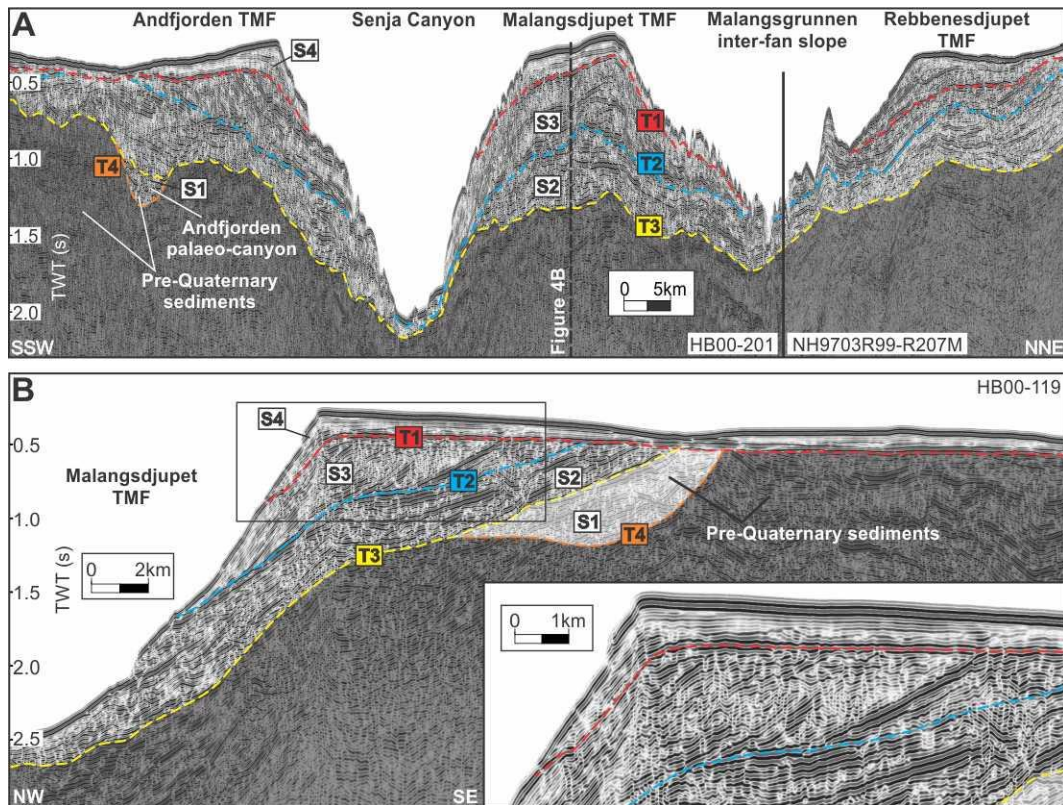 A
Andfjorden TMF
Senja Canyon
Malangsdjupet TMF
Malangsgrunnen
inter-fan slope
Rebbenesdjupet
TMF
S4
0.5
S3
T1
1.0
T4
T2
S1
S2
Andfjorden
palaeo-canyon
T3
1.5
TWT (s)
Pre-Quaternary
sediments
Figure 4B
0 5km
2.0
SSW
HB00-201
NH9703R99-R207M
NNE
B
HB00-119
S4
0.5
T1
S3
Malangsdjupet
TMF
T2
S2
1.0
S1
T4
Pre-Quaternary
sediments
T3
TWT (s)
0 2km
1.5
0 1km
2.0
2.5
NW
SE